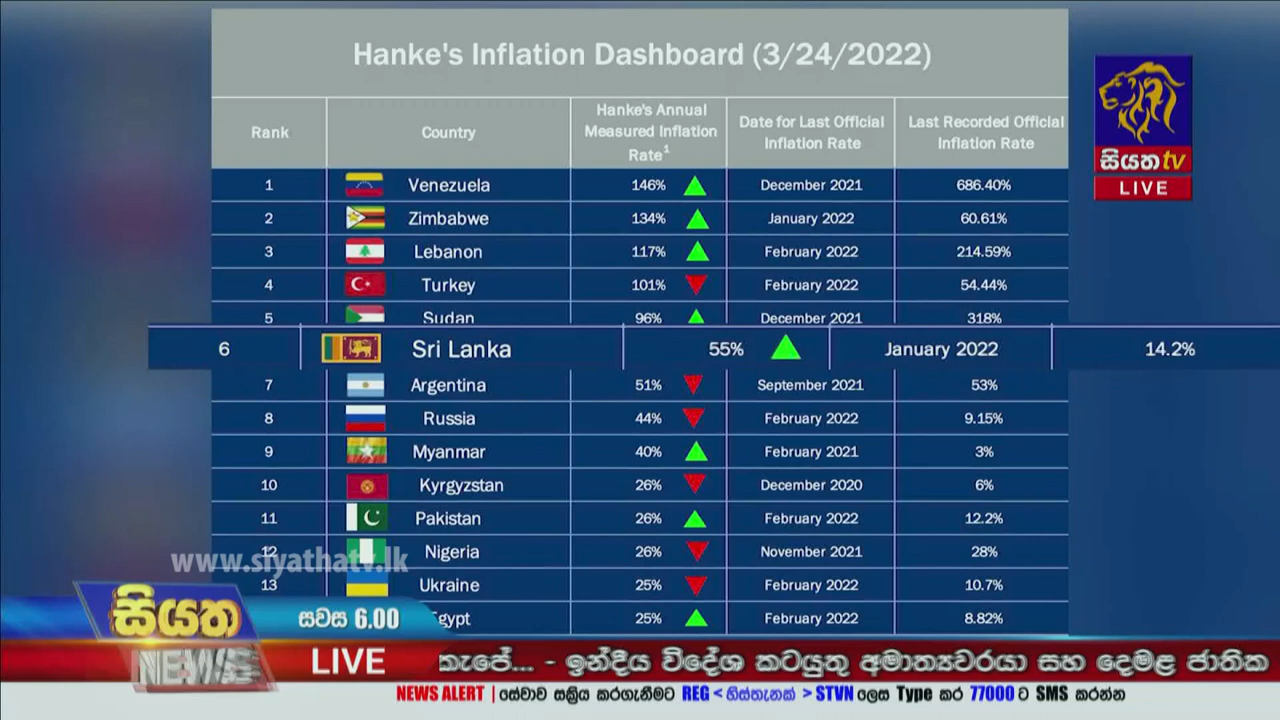 Hanke's Inflation Dashboard (3/24/2022)
Rank Country Hanke's Annual Measured Inflation Rate1 Date for Last Official Inflation Rate Last Recorded Official Inflation Rate
1 Venezuela 146% December 2021 686.40%
2 Zimbabwe 134% January 2022 60.61%
3 Lebanon 117% February 2022 214.59%
4 Turkey 101% February 2022 54.44%
5 Sudan 96% December 2021 318%
6 Sri Lanka 55% January 2022 14.2%
7 Argentina 51% September 2021 53%
8 Russia 44% February 2022 9.15%
9 Myanmar 40% February 2021 3%
10 Kyrgyzstan 26% December 2020 6%
11 Pakistan 26% February 2022 12.2%
12 Nigeria 26% November 2021 28%
13 Ukraine 25% February 2022 10.7%
gypt 25% February 2022 8.82%
සියත tv
LIVE
www.siyathatv.lk
සියත
සවස 6.00
NEWS
LIVE
කැපේ... - ඉන්දීය විදේශ කටයුතු අමාත්‍යවරයා සහ දෙමළ ජාතික
NEWS ALERT | සේවාව සක්‍රිය කරගැනීමට REG < හිස්තැනක් > STVN ලෙස Type කර 77000 ට SMS කරන්න